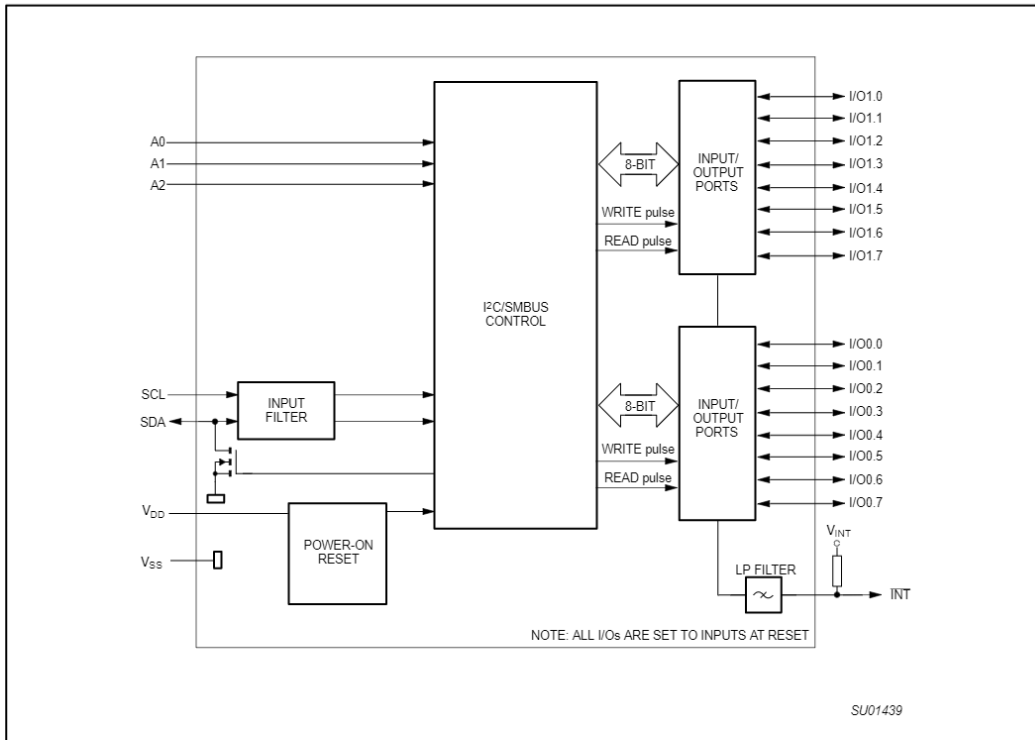 A0
A1
A2
SCL
SDA
INPUT
FILTER
V_DD
POWER-ON
RESET
V_SS
I²C/SMBUS
CONTROL
8-BIT
WRITE pulse
READ pulse
INPUT/
OUTPUT
PORTS
I/O1.0
I/O1.1
I/O1.2
I/O1.3
I/O1.4
I/O1.5
I/O1.6
I/O1.7
8-BIT
WRITE pulse
READ pulse
INPUT/
OUTPUT
PORTS
I/O0.0
I/O0.1
I/O0.2
I/O0.3
I/O0.4
I/O0.5
I/O0.6
I/O0.7
V_INT
LP FILTER
I̅N̅T̅
NOTE: ALL I/Os ARE SET TO INPUTS AT RESET
SU01439